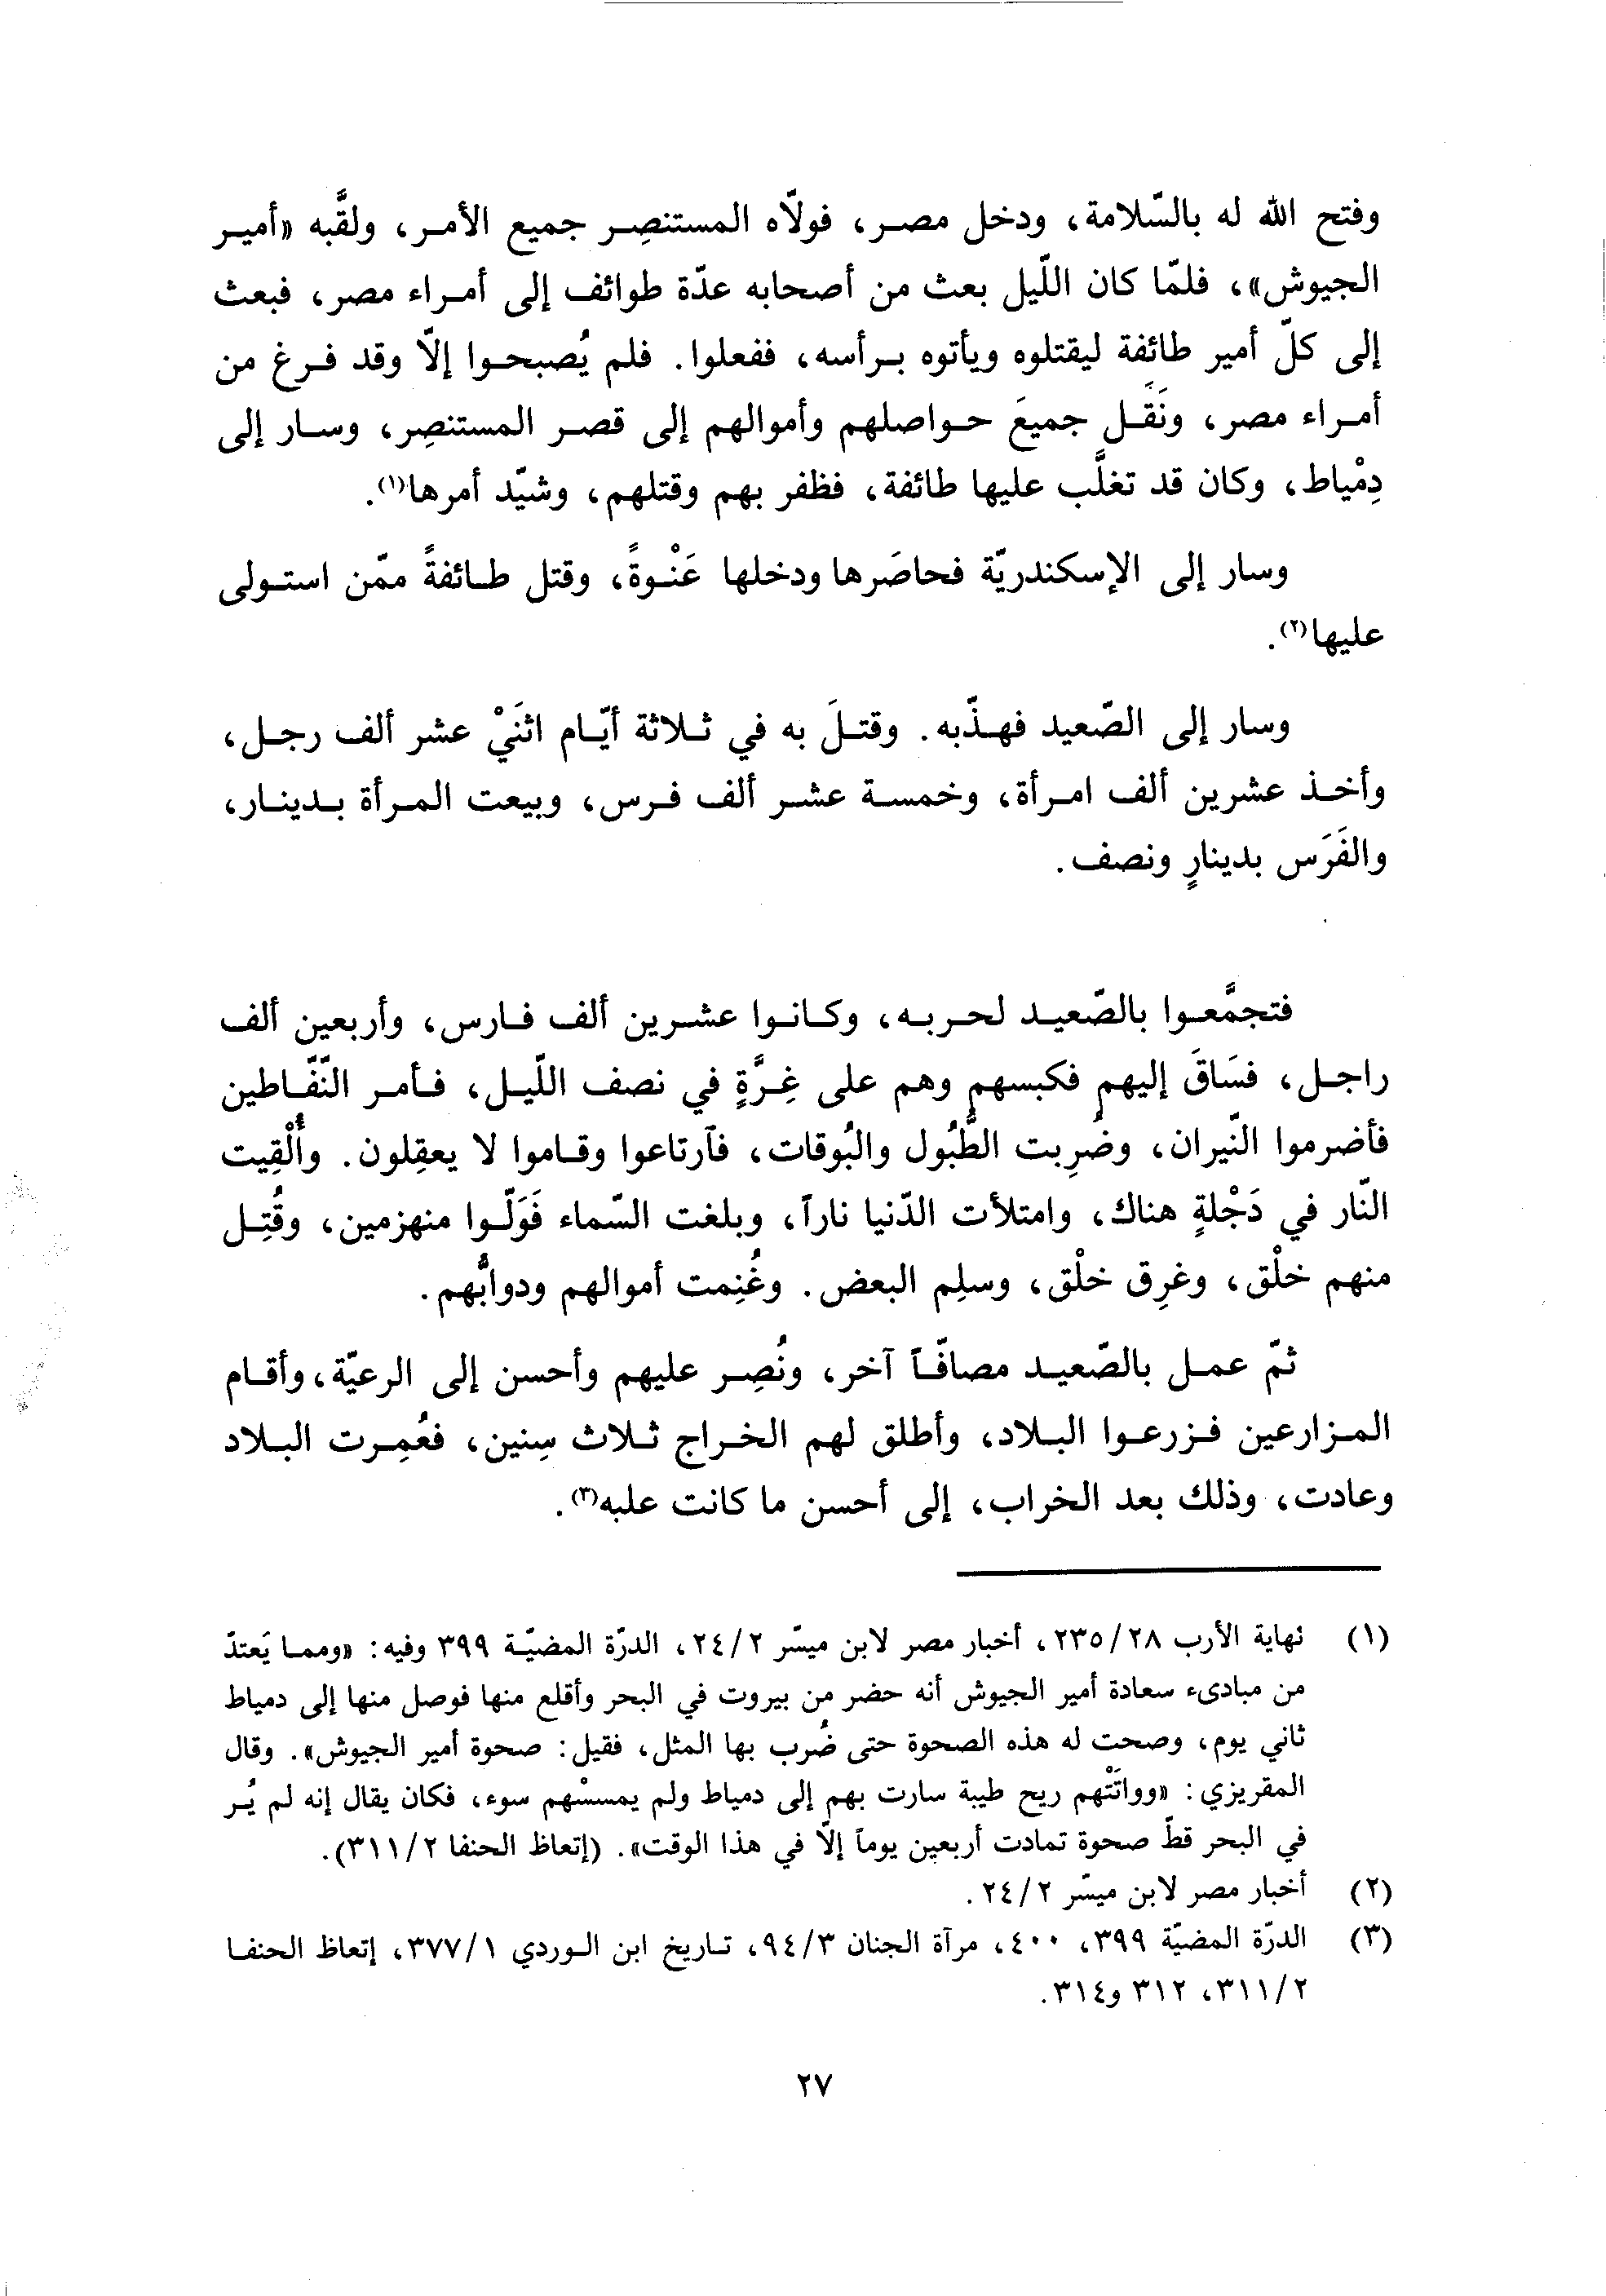 وفتح الله له بالسّلامة، ودخل مصر، فولّاه المستنصِر جميع الأمر، ولقَّبه «أمير
الجيوش»، فلمّا كان اللّيل بعث من أصحابه عدّة طوائف إلى أمراء مصر، فبعث
إلى كلّ أمير طائفة ليقتلوه ويأتوه برأسه، ففعلوا. فلم يُصبحوا إلّا وقد فرغ من
أمراء مصر، ونَقَل جميعَ حواصلهم وأموالهم إلى قصر المستنصِر، وسار إلى
دِمْياط، وكان قد تغلَّب عليها طائفة، فظفر بهم وقتلهم، وشيّد أمرها(١).
وسار إلى الإسكندريّة فحاصَرها ودخلها عَنْوةً، وقتل طائفةً ممّن استولى
عليها(٢).
وسار إلى الصّعيد فهذّبه. وقتلَ به في ثلاثة أيّام اثنَيْ عشر ألف رجل،
وأخذ عشرين ألف امرأة، وخمسة عشر ألف فرس، وبيعت المرأة بدينار،
والفَرَس بدينارٍ ونصف.
فتجمَّعوا بالصّعيد لحربه، وكانوا عشرين ألف فارس، وأربعين ألف
راجل، فسَاقَ إليهم فكبسهم وهم على غِرَّةٍ في نصف اللّيل، فأمر النّفّاطين
فأضرموا النّيران، وضُرِبت الطُّبُول والبُوقات، فآرتاعوا وقاموا لا يعقِلون. وأُلْقِيت
النّار في دَجْلةٍ هناك، وامتلأت الدّنيا ناراً، وبلغت السّماء فَوَلّوا منهزمين، وقُتِل
منهم خلْق، وغرِق خلْق، وسلِم البعض. وغُنِمت أموالهم ودوابُّهم.
ثمّ عمل بالصّعيد مصافّاً آخر، ونُصِر عليهم وأحسن إلى الرعيّة، وأقام
المزارعين فزرعوا البلاد، وأطلق لهم الخراج ثلاث سِنين، فعُمِرت البلاد
وعادت، وذلك بعد الخراب، إلى أحسن ما كانت علبه(٣).
(١) نهاية الأرب ٢٨/٢٣٥، أخبار مصر لابن ميسّر ٢/٢٤، الدرّة المضيّة ٣٩٩ وفيه: «ومما يَعتدّ
من مبادىء سعادة أمير الجيوش أنه حضر من بيروت في البحر وأقلع منها فوصل منها إلى دمياط
ثاني يوم، وصحت له هذه الصحوة حتى ضُرب بها المثل، فقيل: صحوة أمير الجيوش». وقال
المقريزي: «وواتَتْهم ريح طيبة سارت بهم إلى دمياط ولم يمسسْهم سوء، فكان يقال إنه لم يُر
في البحر قطّ صحوة تمادت أربعين يوماً إلّا في هذا الوقت». (إتعاظ الحنفا ٢/٣١١).
(٢) أخبار مصر لابن ميسّر ٢/٢٤.
(٣) الدرّة المضيّة ٣٩٩، ٤٠٠، مرآة الجنان ٣/٩٤، تاريخ ابن الوردي ١/٣٧٧، إتعاظ الحنفا
٢/٣١١، ٣١٢ و٣١٤.
٢٧